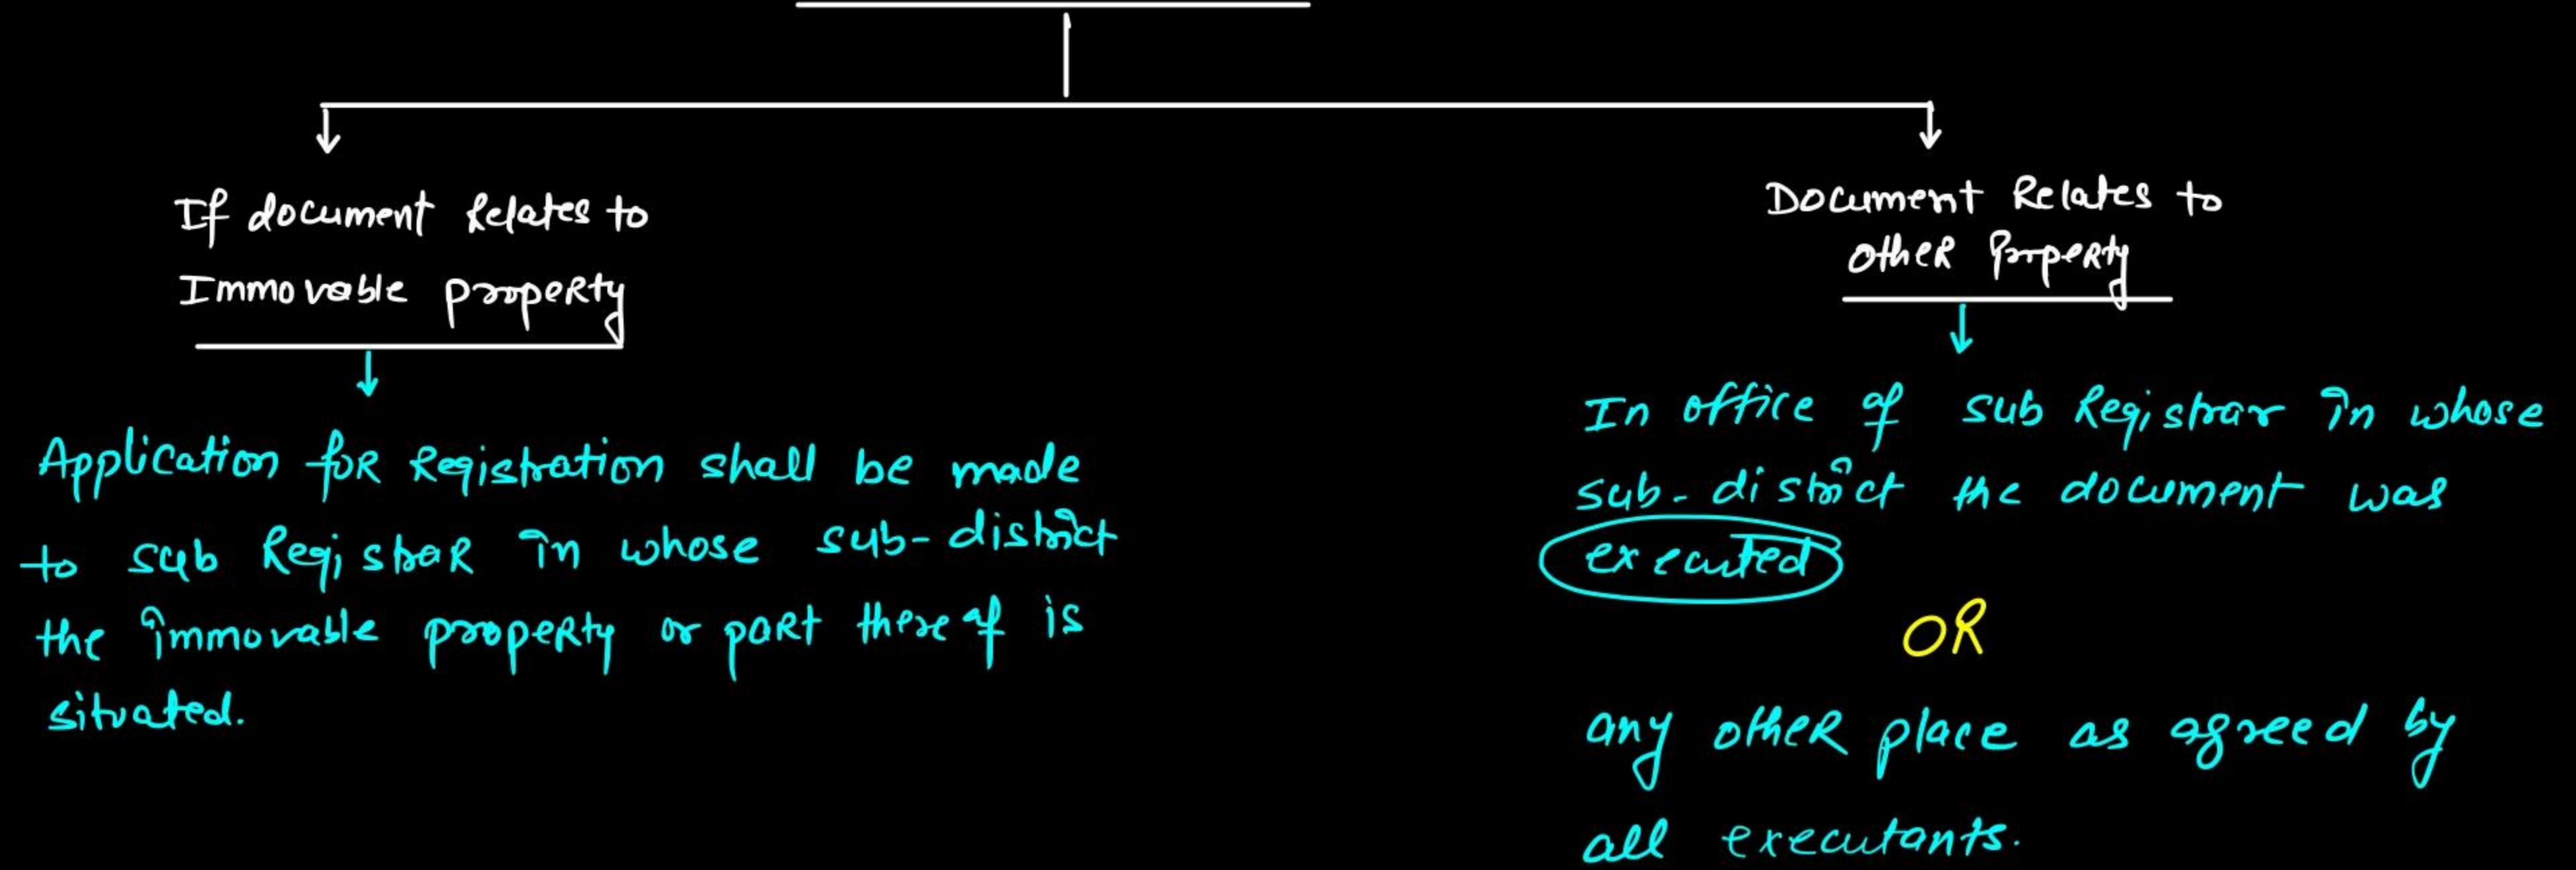 If document Relates to
Immovable property
Application for Registration shall be made
to sub Registrar in whose sub-district
the immovable property or part thereof is
situated.
Document Relates to
other Property
In office of sub Registrar in whose
sub-district the document was
executed
OR
any other place as agreed by
all executants.